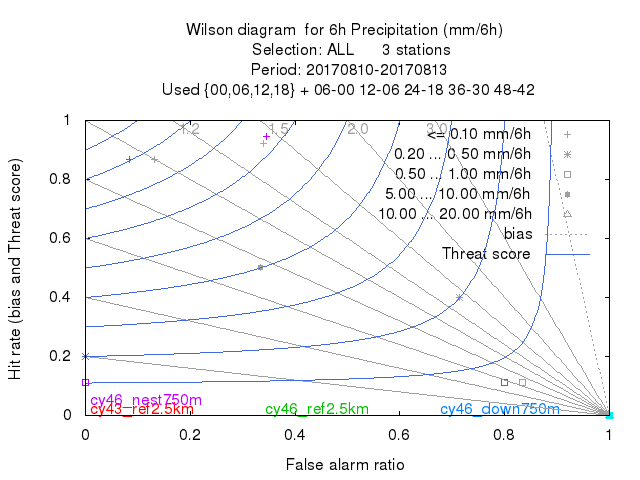 Wilson diagram for 6h Precipitation (mm/6h)
Selection: ALL 3 stations
Period: 20170810-20170813
Used {00,06,12,18} + 06-00 12-06 24-18 36-30 48-42
1
0.8
0.6
0.4
0.2
0
Hit rate (bias and Threat score)
1.2 1.5 2.0 3.0
<= 0.10 mm/6h
0.20 ... 0.50 mm/6h
0.50 ... 1.00 mm/6h
5.00 ... 10.00 mm/6h
10.00 ... 20.00 mm/6h
bias
Threat score
cy46_nest750m
cy43_ref2.5km cy46_ref2.5km cy46_down750m
0 0.2 0.4 0.6 0.8 1
False alarm ratio